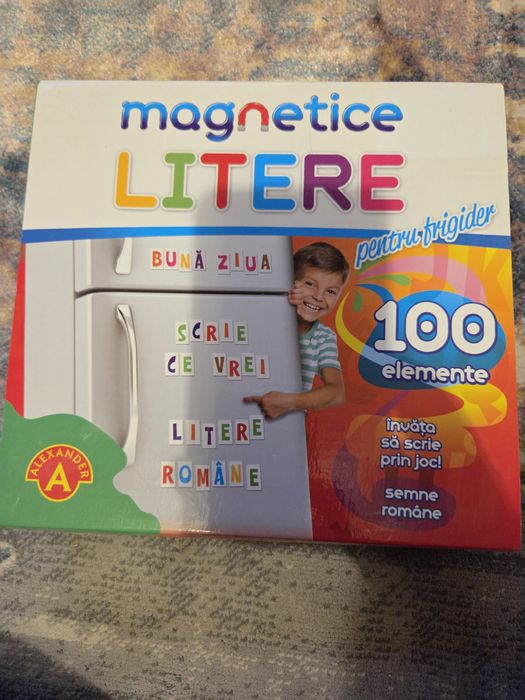 magnetice
LITERE
pentru frigider
BUNĂ ZIUA
SCRIE
CE VREI
LITERE
ROMÂNE
100
elemente
învăța
să scrie
prin joc!
semne
române
ALEXANDER
A